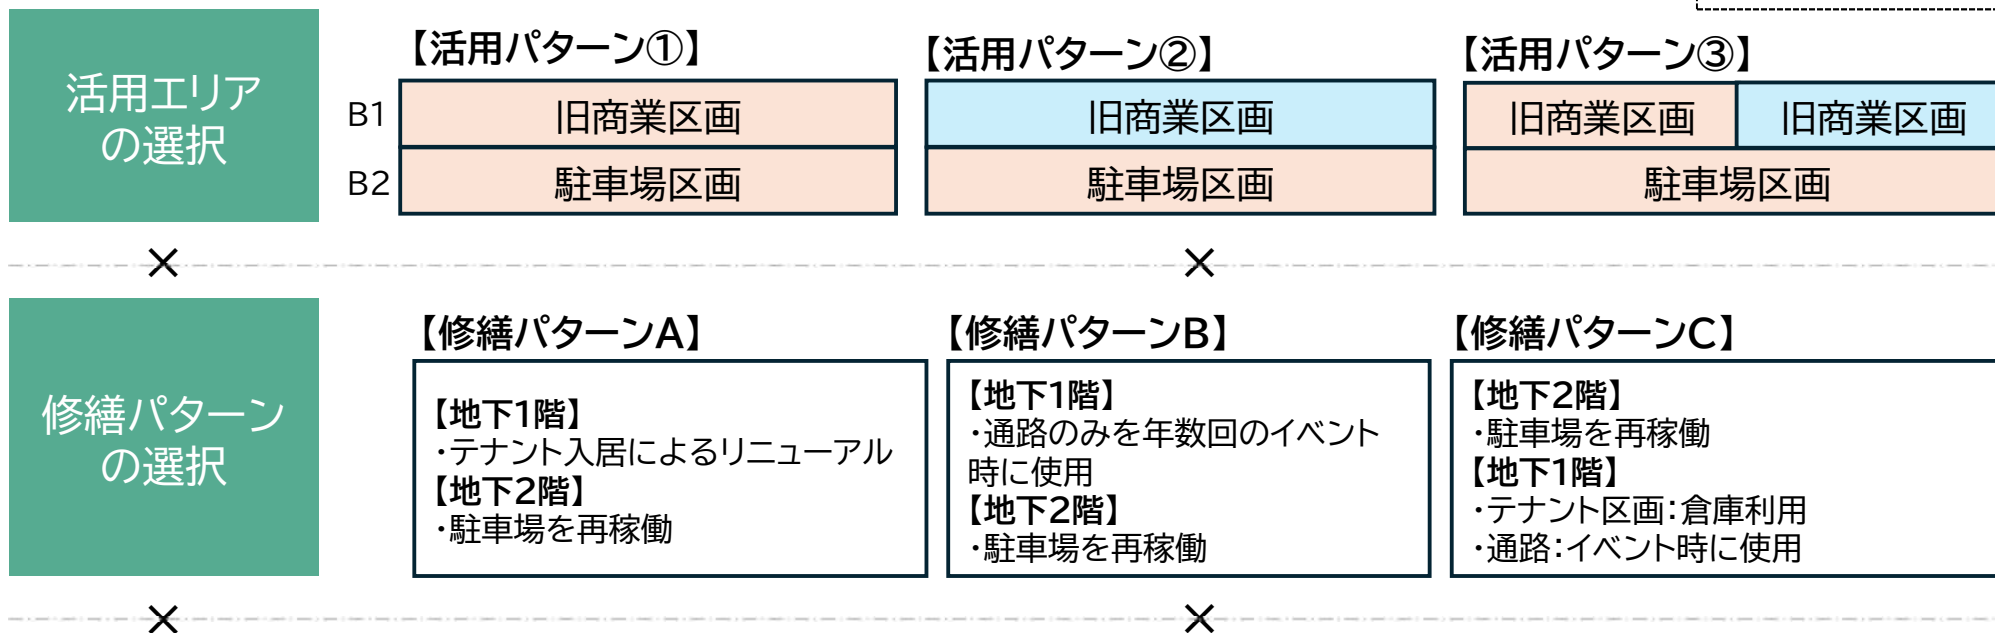 活用エリア
の選択
【活用パターン①】
【活用パターン②】
【活用パターン③】
B1
旧商業区画
旧商業区画
旧商業区画
旧商業区画
B2
駐車場区画
駐車場区画
駐車場区画
×
×
修繕パターン
の選択
【修繕パターンA】
【地下1階】
・テナント入居によるリニューアル
【地下2階】
・駐車場を再稼働
【修繕パターンB】
【地下1階】
・通路のみを年数回のイベント
時に使用
【地下2階】
・駐車場を再稼働
【修繕パターンC】
【地下2階】
・駐車場を再稼働
【地下1階】
・テナント区画：倉庫利用
・通路：イベント時に使用
×
×